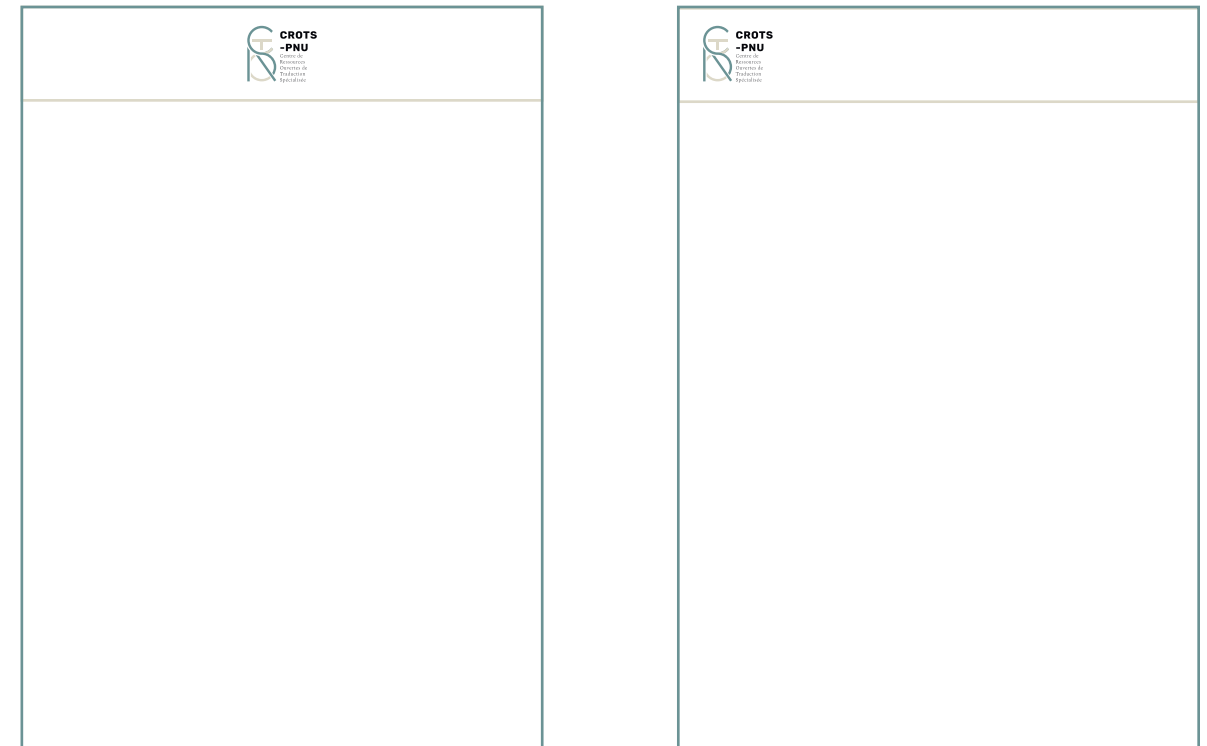 CROTS
-PNU
Centre de
Ressources
Ouvertes de
Traduction
Spécialisée
CROTS
-PNU
Centre de
Ressources
Ouvertes de
Traduction
Spécialisée